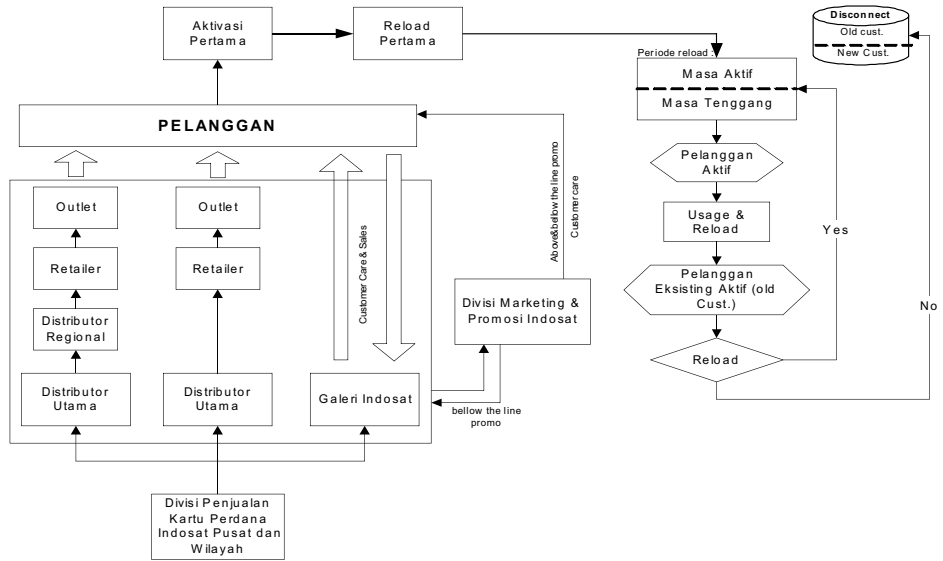 Aktivasi
Pertama
Reload
Pertama
Periode reload :
Masa Aktif
Masa Tenggang
Disconnect
Old cust.
New Cust.
PELANGGAN
Pelanggan
Aktif
Usage &
Reload
Pelanggan
Eksisting Aktif (old
Cust.)
Reload
Yes
No
Outlet
Retailer
Distributor
Regional
Distributor
Utama
Outlet
Retailer
Distributor
Utama
Customer Care & Sales
Galeri Indosat
Above&bellow the line promo
Customer care
Divisi Marketing &
Promosi Indosat
bellow the line
promo
Divisi Penjualan
Kartu Perdana
Indosat Pusat dan
Wilayah